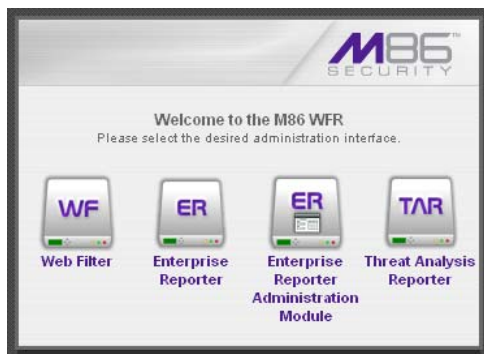 M86™
SECURITY
Welcome to the M86 WFR
Please select the desired administration interface.
WF
ER
ER
TAR
Web Filter
Enterprise
Reporter
Enterprise
Reporter
Administration
Module
Threat Analysis
Reporter